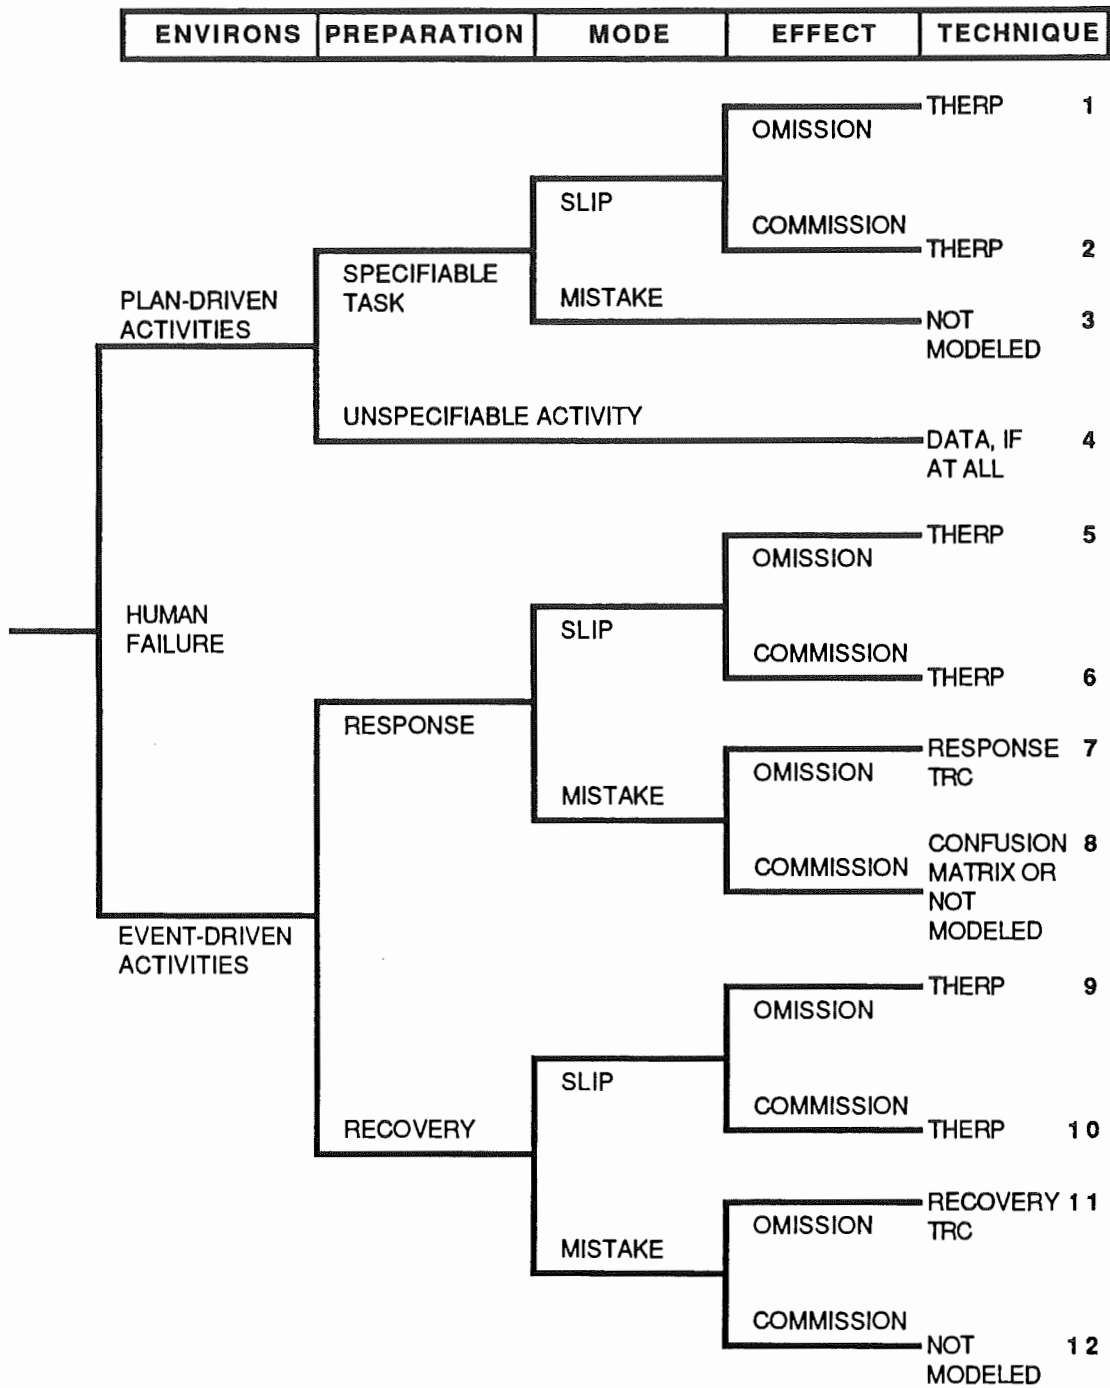 ENVIRONS PREPARATION MODE EFFECT TECHNIQUE
THERP 1
OMISSION
SLIP
COMMISSION
THERP 2
SPECIFIABLE
TASK
PLAN-DRIVEN
ACTIVITIES
MISTAKE
NOT 3
MODELED
UNSPECIFIABLE ACTIVITY
DATA, IF 4
AT ALL
THERP 5
OMISSION
HUMAN
FAILURE
SLIP
COMMISSION
THERP 6
RESPONSE
RESPONSE 7
TRC
OMISSION
MISTAKE
COMMISSION
CONFUSION 8
MATRIX OR
NOT
MODELED
EVENT-DRIVEN
ACTIVITIES
THERP 9
OMISSION
SLIP
COMMISSION
THERP 10
RECOVERY
RECOVERY 11
TRC
OMISSION
MISTAKE
COMMISSION
NOT 12
MODELED